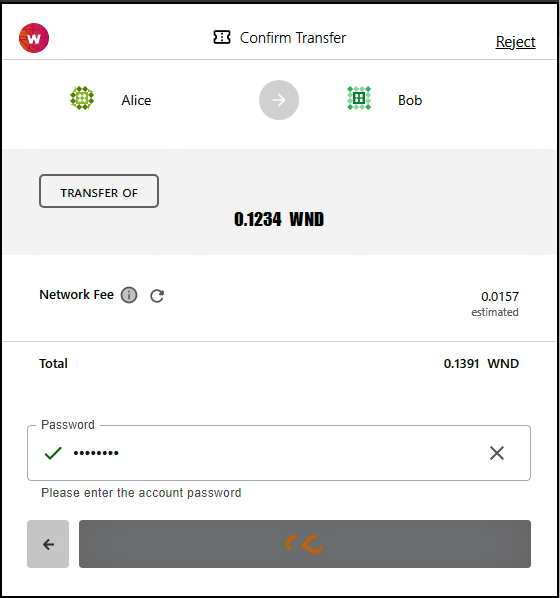 W
Confirm Transfer
Reject
Alice
Bob
TRANSFER OF
0.1234 WND
Network Fee
0.0157
estimated
Total
0.1391 WND
Password
••••••••
Please enter the account password